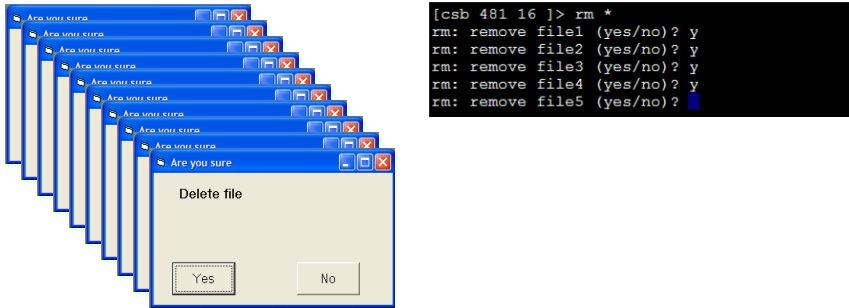 Are you sure
Are you sure
Are you sure
Are you sure
Are you sure
Are you sure
Are you sure
Are you sure
Are you sure
Are you sure
Delete file
Yes No
[csb 481 16 ]> rm *
rm: remove file1 (yes/no)? y
rm: remove file2 (yes/no)? y
rm: remove file3 (yes/no)? y
rm: remove file4 (yes/no)? y
rm: remove file5 (yes/no)?